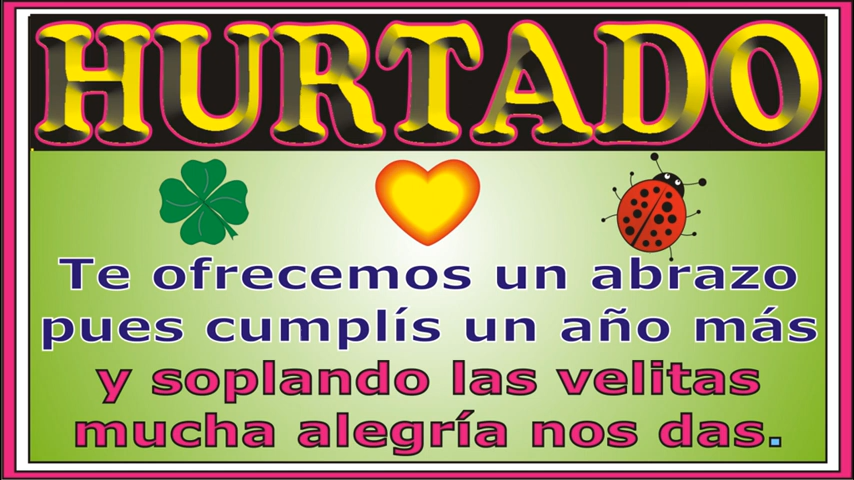 HURTADO
Te ofrecemos un abrazo
pues cumplís un año más
y soplando las velitas
mucha alegría nos das.